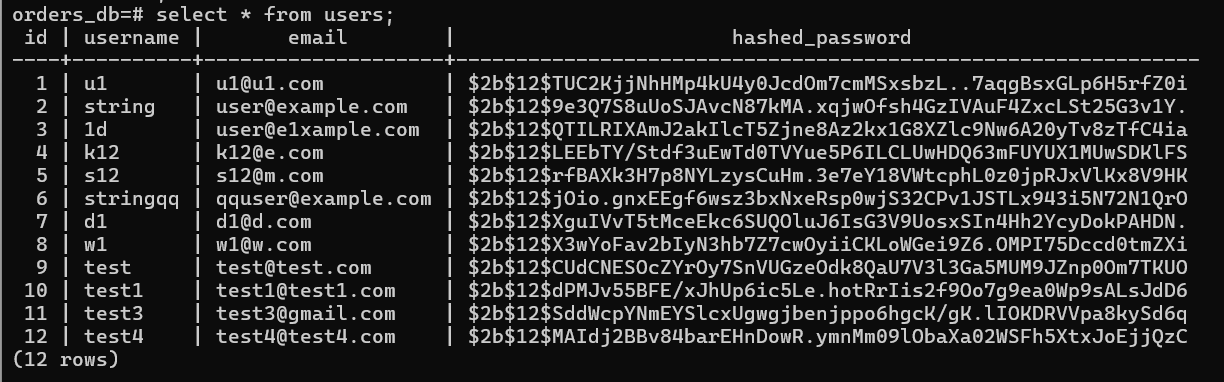 orders_db=# select * from users;
 id | username |       email        |                        hashed_password
----+----------+--------------------+--------------------------------------------------------------
  1 | u1       | u1@u1.com          | $2b$12$TUC2KjjNhHMp4kU4y0JcdOm7cmMSxsbzL..7aqgBsxGLp6H5rfZ0i
  2 | string   | user@example.com   | $2b$12$9e3Q7S8uUoSJAvcN87kMA.xqjwOfsh4GzIVAuF4ZxcLSt25G3v1Y.
  3 | 1d       | user@e1xample.com  | $2b$12$QTILRIXAmJ2akIlcT5Zjne8Az2kx1G8XZlc9Nw6A20yTv8zTfC4ia
  4 | k12      | k12@e.com          | $2b$12$LEEbTY/Stdf3uEwTd0TVYue5P6ILCLUwHDQ63mFUYUX1MUwSDKlFS
  5 | s12      | s12@m.com          | $2b$12$rfBAXk3H7p8NYLzysCuHm.3e7eY18VWtcphL0z0jpRJxVlKx8V9HK
  6 | stringqq | qquser@example.com | $2b$12$jOio.gnxEEgf6wsz3bxNxeRsp0wjS32CPv1JSTLx943i5N72N1QrO
  7 | d1       | d1@d.com           | $2b$12$XguIVvT5tMceEkc6SUQOluJ6IsG3V9UosxSIn4Hh2YcyDokPAHDN.
  8 | w1       | w1@w.com           | $2b$12$X3wYoFav2bIyN3hb7Z7cwOyiiCKLoWGei9Z6.OMPI75Dccd0tmZXi
  9 | test     | test@test.com      | $2b$12$CUdCNESOcZYrOy7SnVUGzeOdk8QaU7V3l3Ga5MUM9JZnp0Om7TKUO
 10 | test1    | test1@test1.com    | $2b$12$dPMJv55BFE/xJhUp6ic5Le.hotRrIis2f9Oo7g9ea0Wp9sALsJdD6
 11 | test3    | test3@gmail.com    | $2b$12$SddWcpYNmEYSlcxUgwgjbenjppo6hgcK/gK.lIOKDRVVpa8kySd6q
 12 | test4    | test4@test4.com    | $2b$12$MAIdj2BBv84barEHnDowR.ymnMm09lObaXa02WSFh5XtxJoEjjQzC
(12 rows)